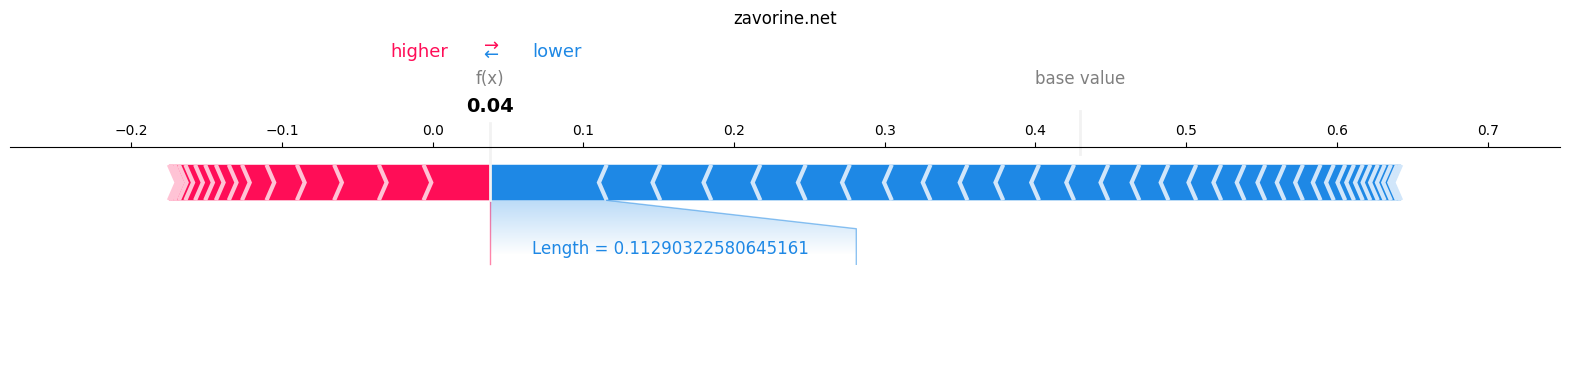 zavorine.net
higher ⇄ lower
f(x)
base value
0.04
−0.2 −0.1 0.0 0.1 0.2 0.3 0.4 0.5 0.6 0.7
Length = 0.11290322580645161